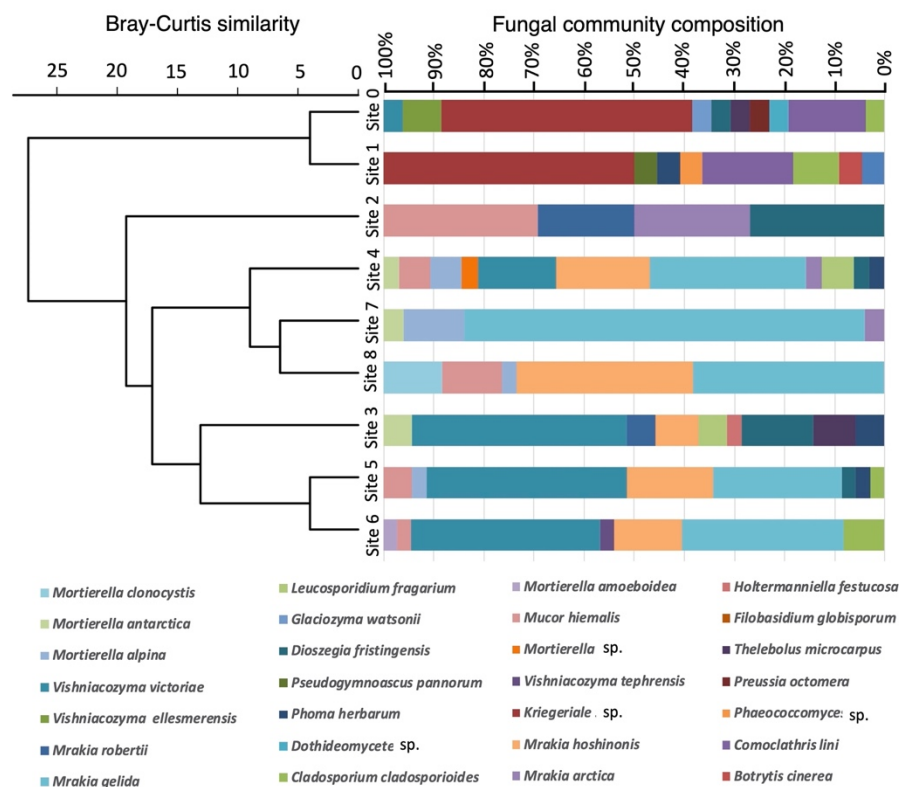 Bray-Curtis similarity
Fungal community composition
25 20 15 10 5 0
100% 90% 80% 70% 60% 50% 40% 30% 20% 10% 0%
Site 0
Site 1
Site 2
Site 4
Site 7
Site 8
Site 3
Site 5
Site 6
Mortierella clonocystis
Mortierella antarctica
Mortierella alpina
Vishniacozyma victoriae
Vishniacozyma ellesmerensis
Mrakia robertii
Mrakia gelida
Leucosporidium fragarium
Glaciozyma watsonii
Dioszegia fristingensis
Pseudogymnoascus pannorum
Phoma herbarum
Dothideomycete sp.
Cladosporium cladosporioides
Mortierella amoeboidea
Mucor hiemalis
Mortierella sp.
Vishniacozyma tephrensis
Kriegeriale sp.
Mrakia hoshinonis
Mrakia arctica
Holtermanniella festucosa
Filobasidium globisporum
Thelebolus microcarpus
Preussia octomera
Phaeococcomyce: sp.
Comoclathris lini
Botrytis cinerea